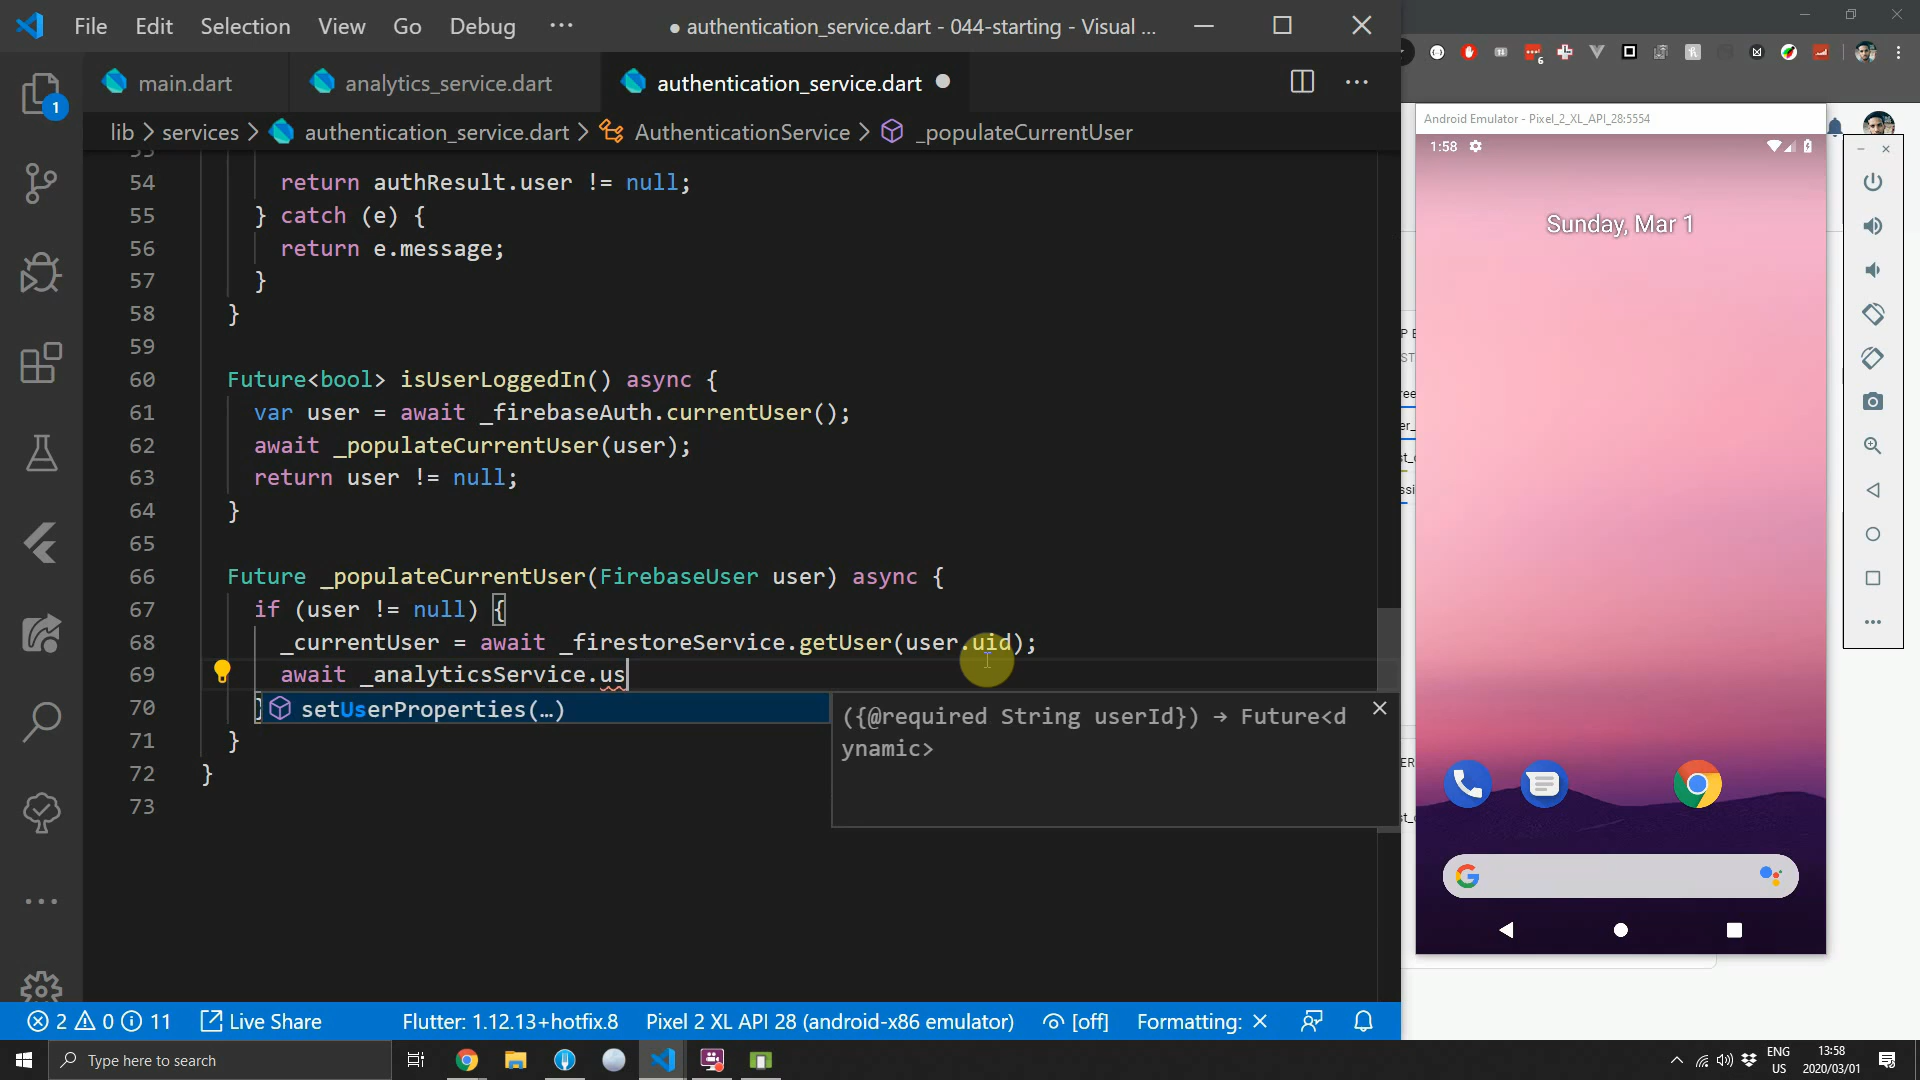 File Edit Selection View Go Debug ···
● authentication_service.dart - 044-starting - Visual ...
main.dart
analytics_service.dart
authentication_service.dart
lib > services > authentication_service.dart > AuthenticationService > _populateCurrentUser
54 return authResult.user != null;
55 } catch (e) {
56 return e.message;
57 }
58 }
59
60 Future<bool> isUserLoggedIn() async {
61 var user = await _firebaseAuth.currentUser();
62 await _populateCurrentUser(user);
63 return user != null;
64 }
65
66 Future _populateCurrentUser(FirebaseUser user) async {
67 if (user != null) {
68 _currentUser = await _firestoreService.getUser(user.uid);
69 await _analyticsService.us
70 }
setUserProperties(…)
({@required String userId}) → Future<d
ynamic>
71 }
72 }
73
1
2 0 11
Live Share
Flutter: 1.12.13+hotfix.8
Pixel 2 XL API 28 (android-x86 emulator)
[off]
Formatting: ✕
Android Emulator - Pixel_2_XL_API_28:5554
1:58
Sunday, Mar 1
6
Type here to search
ENG
US
13:58
2020/03/01